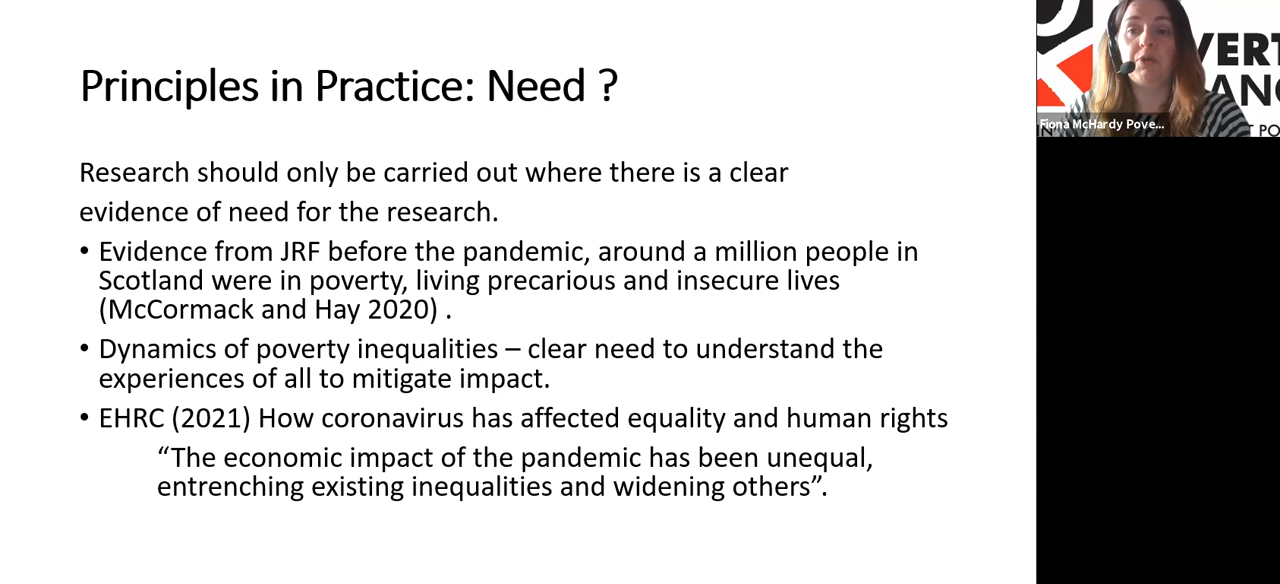 Principles in Practice: Need ?
Research should only be carried out where there is a clear
evidence of need for the research.
• Evidence from JRF before the pandemic, around a million people in
Scotland were in poverty, living precarious and insecure lives
(McCormack and Hay 2020) .
• Dynamics of poverty inequalities – clear need to understand the
experiences of all to mitigate impact.
• EHRC (2021) How coronavirus has affected equality and human rights
“The economic impact of the pandemic has been unequal,
entrenching existing inequalities and widening others”.
VERT
ANC
Fiona McHardy Pove...
IN
T PO